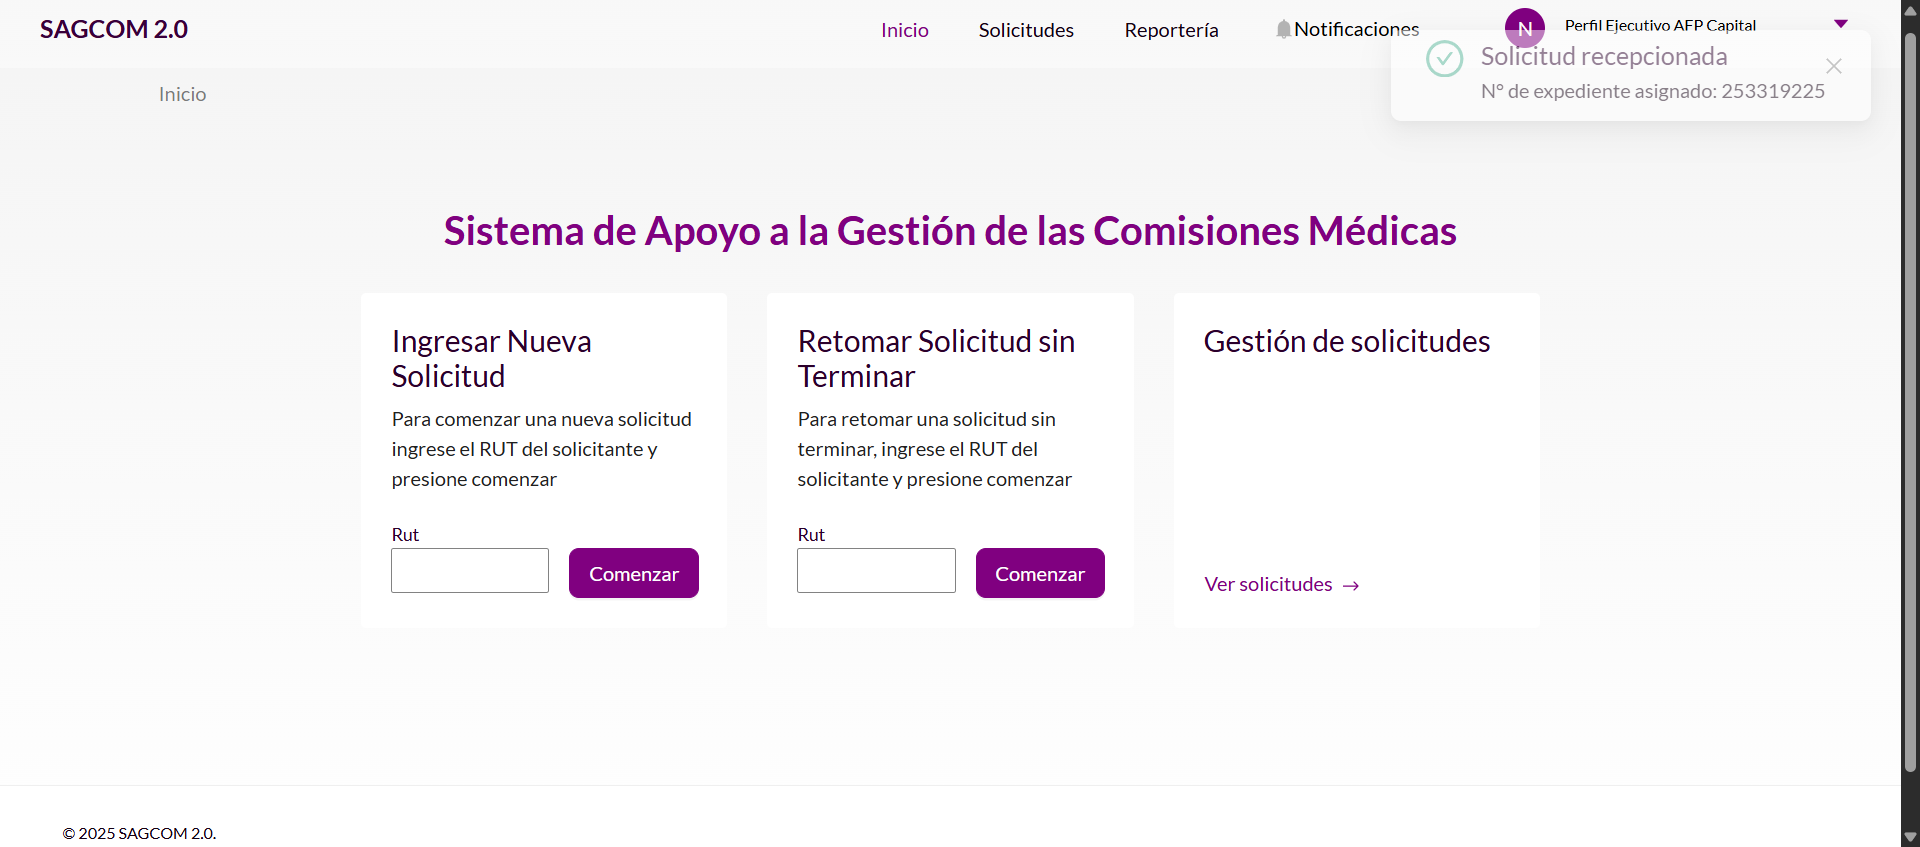 SAGCOM 2.0
Inicio
Solicitudes
Reportería
Notificaciones
N
Perfil Ejecutivo AFP Capital
Solicitud recepcionada
N° de expediente asignado: 253319225
Inicio
Sistema de Apoyo a la Gestión de las Comisiones Médicas
Ingresar Nueva
Solicitud
Para comenzar una nueva solicitud
ingrese el RUT del solicitante y
presione comenzar
Rut
Comenzar
Retomar Solicitud sin
Terminar
Para retomar una solicitud sin
terminar, ingrese el RUT del
solicitante y presione comenzar
Rut
Comenzar
Gestión de solicitudes
Ver solicitudes →
© 2025 SAGCOM 2.0.